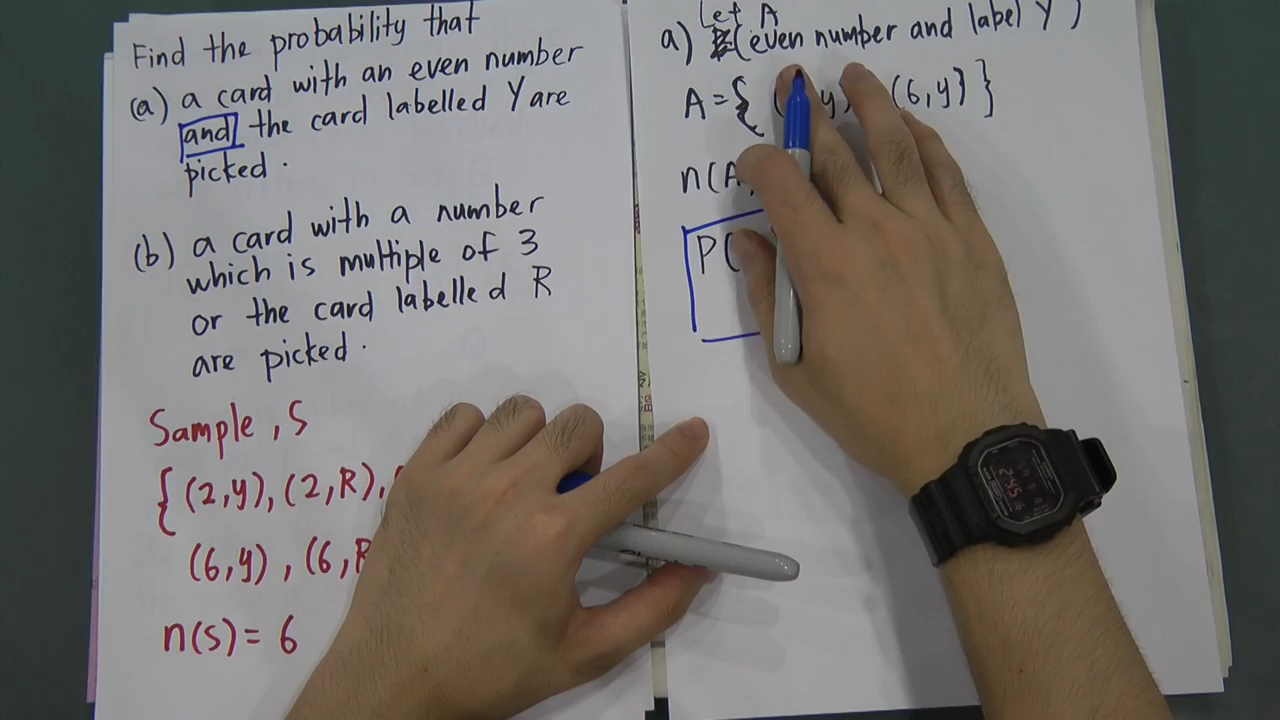 Find the probability that
(a) a card with an even number
and the card labelled Y are
picked.
(b) a card with a number
which is multiple of 3
or the card labelled R
are picked.
Sample, S
{(2,y), (2,R),
(6,y), (6,R
n(s) = 6
Let A
a) (even number and label Y)
A = { y) (6,y)}
n(A
P(
2:45